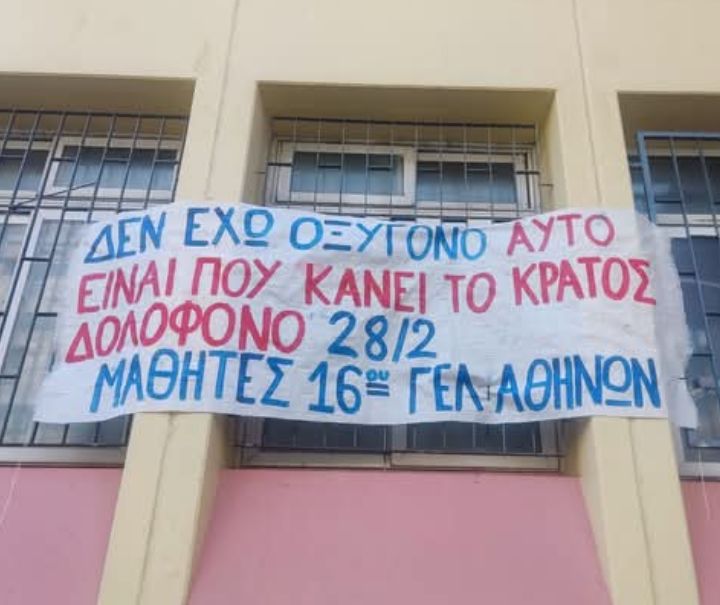 ΔΕΝ ΕΧΩ ΟΞΥΓΟΝΟ ΑΥΤΟ
ΕΙΝΑΙ ΠΟΥ ΚΑΝΕΙ ΤΟ ΚΡΑΤΟΣ
ΔΟΛΟΦΟΝΟ 28/2
ΜΑΘΗΤΕΣ 16ου ΓΕΛ ΑΘΗΝΩΝ